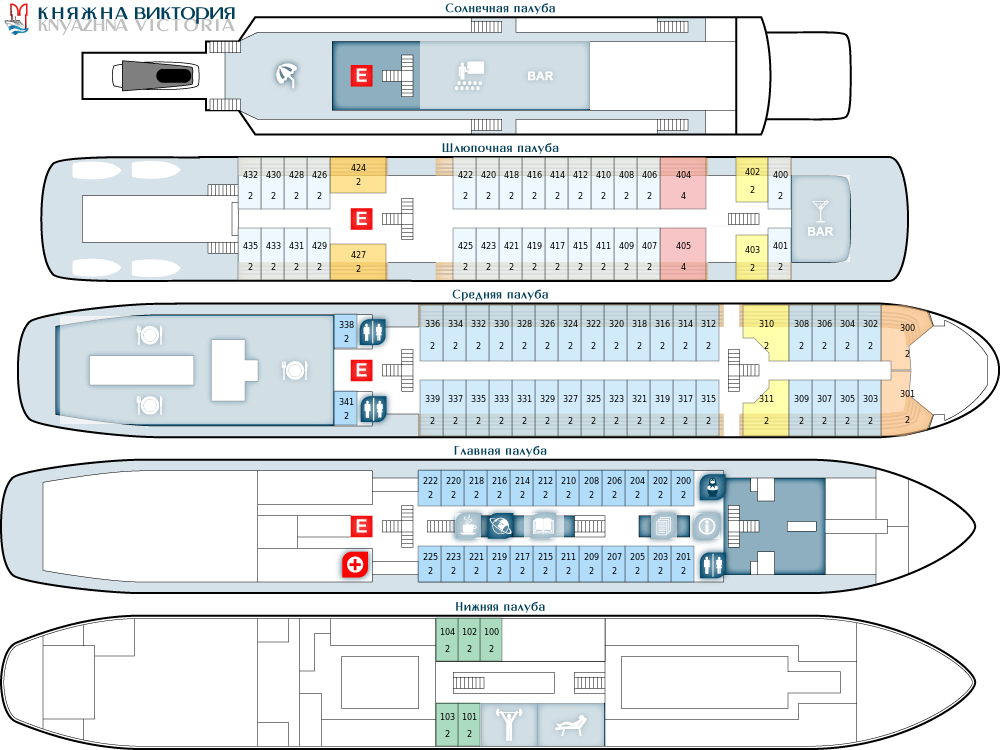 КНЯЖНА ВИКТОРИЯ
KNYAZHNA VICTORIA
Солнечная палуба
E
BAR
Шлюпочная палуба
432 430 428 426 424 422 420 418 416 414 412 410 408 406 404 402 400
2 2 2 2 2 2 2 2 2 2 2 2 2 2 4 2 2
E
BAR
435 433 431 429 427 425 423 421 419 417 415 411 409 407 405 403 401
2 2 2 2 2 2 2 2 2 2 2 2 2 2 4 2 2
Средняя палуба
338 336 334 332 330 328 326 324 322 320 318 316 314 312 310 308 306 304 302 300
2 2 2 2 2 2 2 2 2 2 2 2 2 2 2 2 2 2 2 2
E
341 339 337 335 333 331 329 327 325 323 321 319 317 315 311 309 307 305 303 301
2 2 2 2 2 2 2 2 2 2 2 2 2 2 2 2 2 2 2 2
Главная палуба
222 220 218 216 214 212 210 208 206 204 202 200
2 2 2 2 2 2 2 2 2 2 2 2
E
225 223 221 219 217 215 211 209 207 205 203 201
2 2 2 2 2 2 2 2 2 2 2 2
Нижняя палуба
104 102 100
2 2 2
103 101
2 2